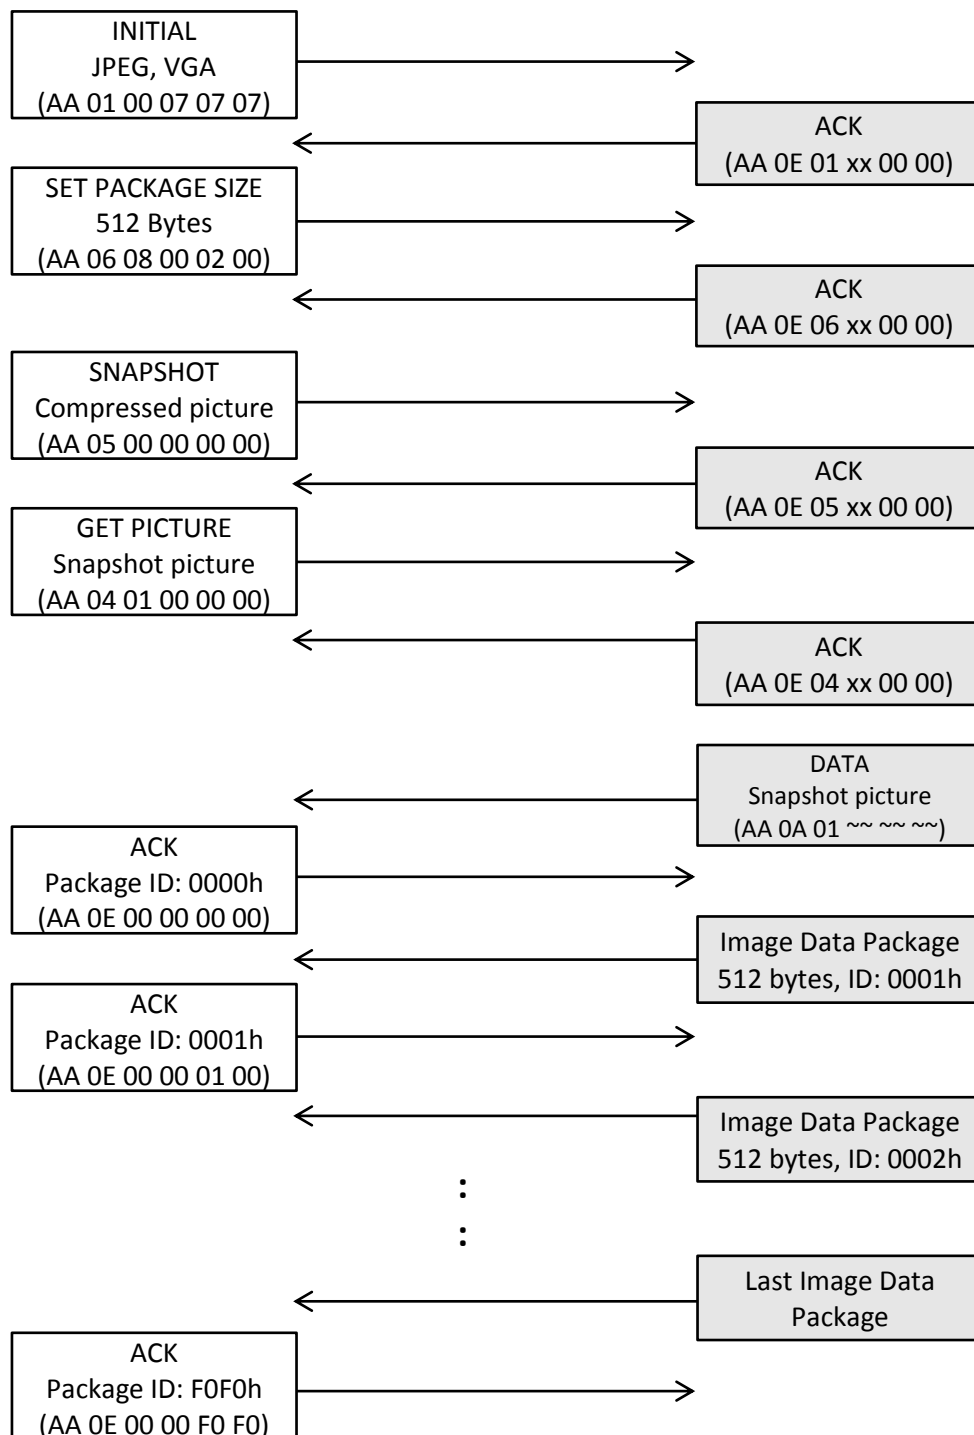 INITIAL
JPEG, VGA
(AA 01 00 07 07 07)
ACK
(AA 0E 01 xx 00 00)
SET PACKAGE SIZE
512 Bytes
(AA 06 08 00 02 00)
ACK
(AA 0E 06 xx 00 00)
SNAPSHOT
Compressed picture
(AA 05 00 00 00 00)
ACK
(AA 0E 05 xx 00 00)
GET PICTURE
Snapshot picture
(AA 04 01 00 00 00)
ACK
(AA 0E 04 xx 00 00)
DATA
Snapshot picture
(AA 0A 01 ~~ ~~ ~~)
ACK
Package ID: 0000h
(AA 0E 00 00 00 00)
Image Data Package
512 bytes, ID: 0001h
ACK
Package ID: 0001h
(AA 0E 00 00 01 00)
Image Data Package
512 bytes, ID: 0002h
:
:
Last Image Data
Package
ACK
Package ID: F0F0h
(AA 0E 00 00 F0 F0)